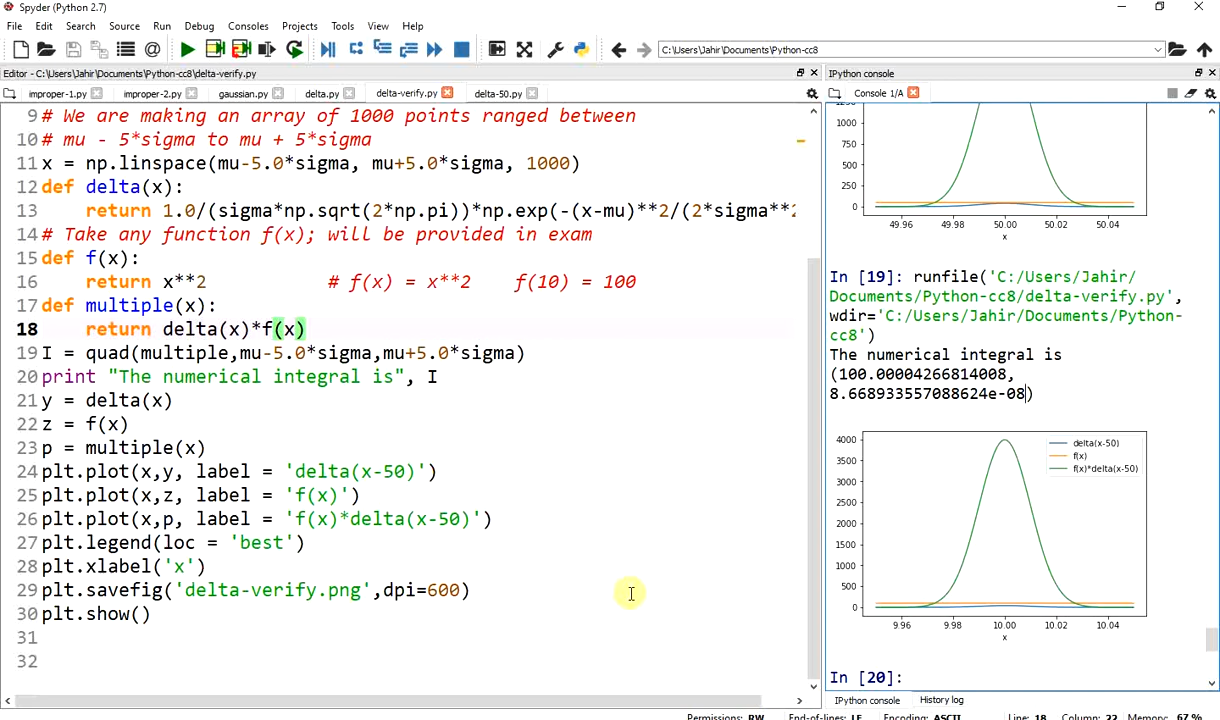 Spyder (Python 2.7)
File Edit Search Source Run Debug Consoles Projects Tools View Help
C:\Users\Jahir\Documents\Python-cc8
Editor - C:\Users\Jahir\Documents\Python-cc8\delta-verify.py
improper-1.py improper-2.py gaussian.py delta.py delta-verify.py delta-50.py
9 # We are making an array of 1000 points ranged between
10 # mu - 5*sigma to mu + 5*sigma
11 x = np.linspace(mu-5.0*sigma, mu+5.0*sigma, 1000)
12 def delta(x):
13     return 1.0/(sigma*np.sqrt(2*np.pi))*np.exp(-(x-mu)**2/(2*sigma**2
14 # Take any function f(x); will be provided in exam
15 def f(x):
16     return x**2           # f(x) = x**2    f(10) = 100
17 def multiple(x):
18     return delta(x)*f(x)
19 I = quad(multiple,mu-5.0*sigma,mu+5.0*sigma)
20 print "The numerical integral is", I
21 y = delta(x)
22 z = f(x)
23 p = multiple(x)
24 plt.plot(x,y, label = 'delta(x-50)')
25 plt.plot(x,z, label = 'f(x)')
26 plt.plot(x,p, label = 'f(x)*delta(x-50)')
27 plt.legend(loc = 'best')
28 plt.xlabel('x')
29 plt.savefig('delta-verify.png',dpi=600)
30 plt.show()
31
32
IPython console
Console 1/A
1250
1000
750
500
250
0
49.96 49.98 50.00 50.02 50.04
x
In [19]: runfile('C:/Users/Jahir/
Documents/Python-cc8/delta-verify.py',
wdir='C:/Users/Jahir/Documents/Python-
cc8')
The numerical integral is
(100.00004266814008,
8.668933557088624e-08)
4000
3500
3000
2500
2000
1500
1000
500
0
delta(x-50)
f(x)
f(x)*delta(x-50)
9.96 9.98 10.00 10.02 10.04
x
In [20]:
IPython console History log
Permissions: RW End-of-lines: LF Encoding: ASCII Line: 18 Column: 22 Memory: 67 %